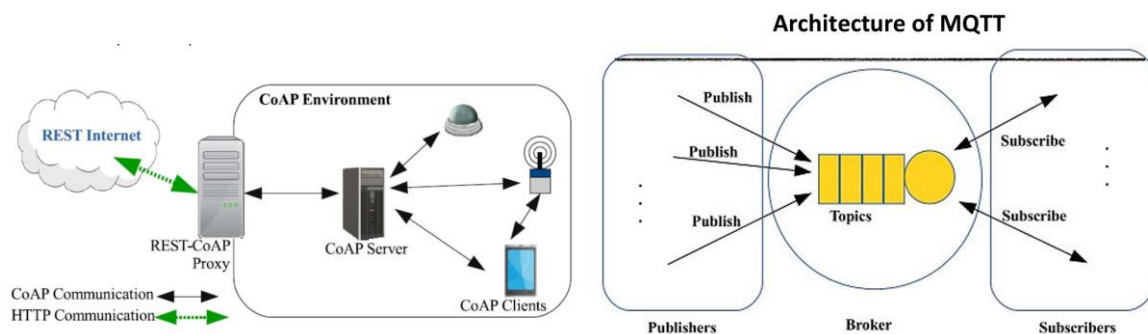 Architecture of MQTT
CoAP Environment
REST Internet
REST-CoAP
Proxy
CoAP Server
CoAP Clients
CoAP Communication
HTTP Communication
Publish
Publish
Publish
Topics
Subscribe
Subscribe
Publishers
Broker
Subscribers